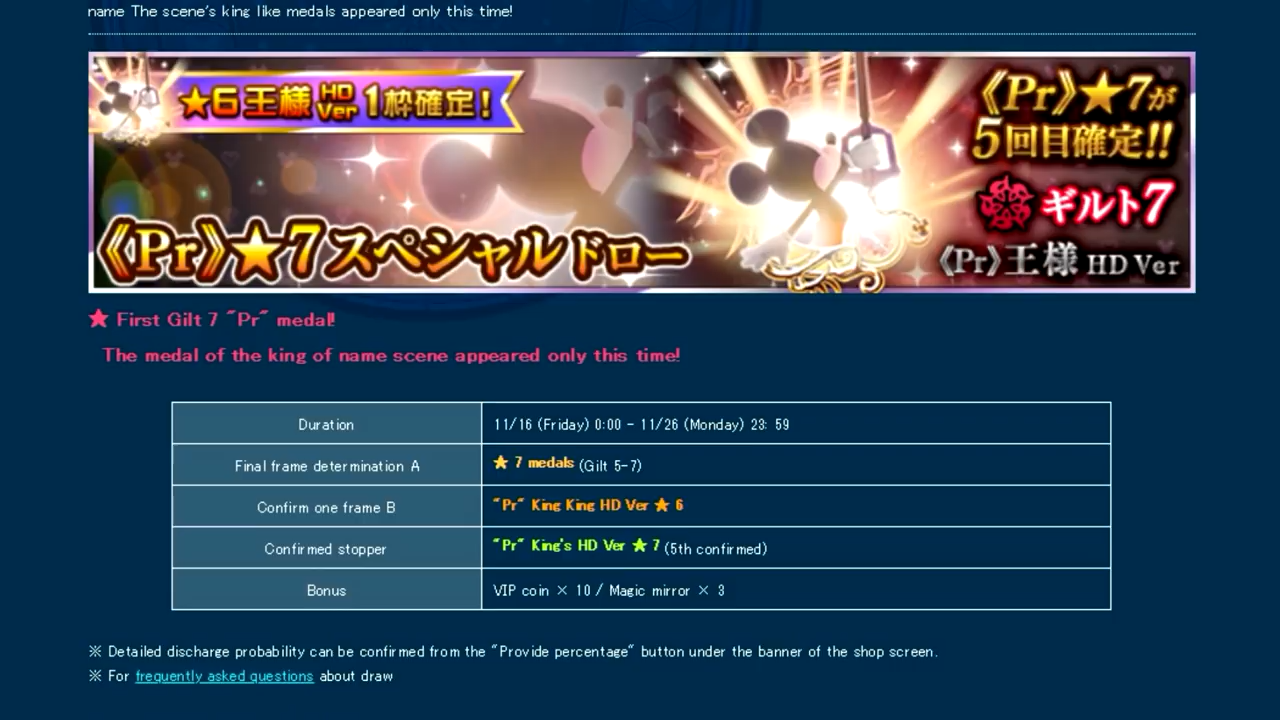 name The scene's king like medals appeared only this time!
★6王様 HD Ver 1枠確定!
《Pr》★7が
5回目確定!!
ギルト7
《Pr》王様 HD Ver
《Pr》★7スペシャルドロー
★ First Gilt 7 "Pr" medal!
The medal of the king of name scene appeared only this time!
Duration 11/16 (Friday) 0:00 - 11/26 (Monday) 23: 59
Final frame determination A ★ 7 medals (Gilt 5-7)
Confirm one frame B "Pr" King King HD Ver ★ 6
Confirmed stopper "Pr" King's HD Ver ★ 7 (5th confirmed)
Bonus VIP coin × 10 / Magic mirror × 3
※ Detailed discharge probability can be confirmed from the "Provide percentage" button under the banner of the shop screen.
※ For frequently asked questions about draw